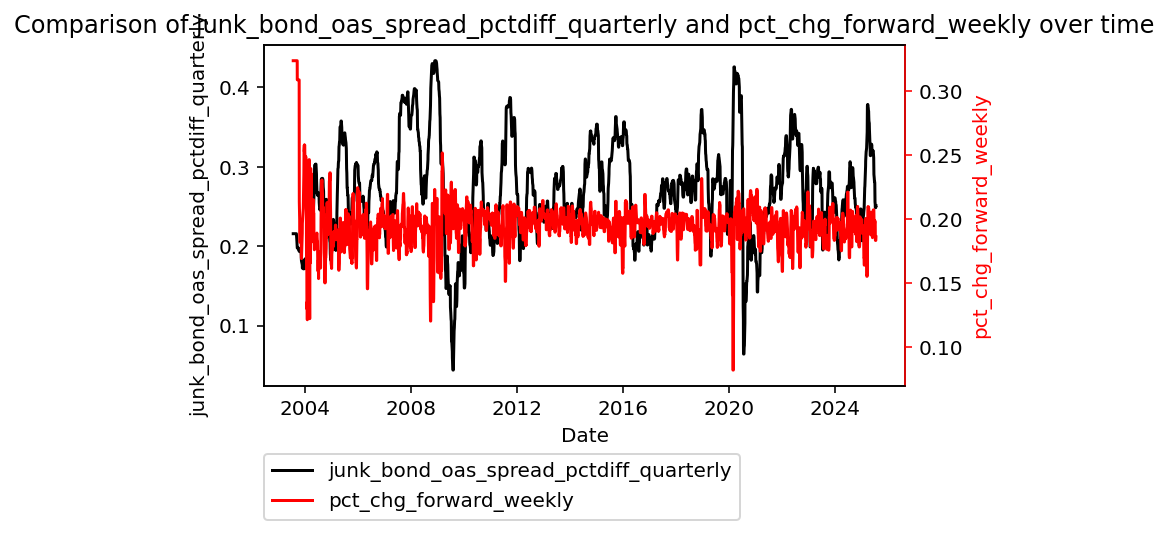 Comparison of junk_bond_oas_spread_pctdiff_quarterly and pct_chg_forward_weekly over time
junk_bond_oas_spread_pctdiff_quarterly
0.4
0.3
0.2
0.1
0.30
0.25
0.20
0.15
0.10
pct_chg_forward_weekly
2004 2008 2012 2016 2020 2024
Date
junk_bond_oas_spread_pctdiff_quarterly
pct_chg_forward_weekly